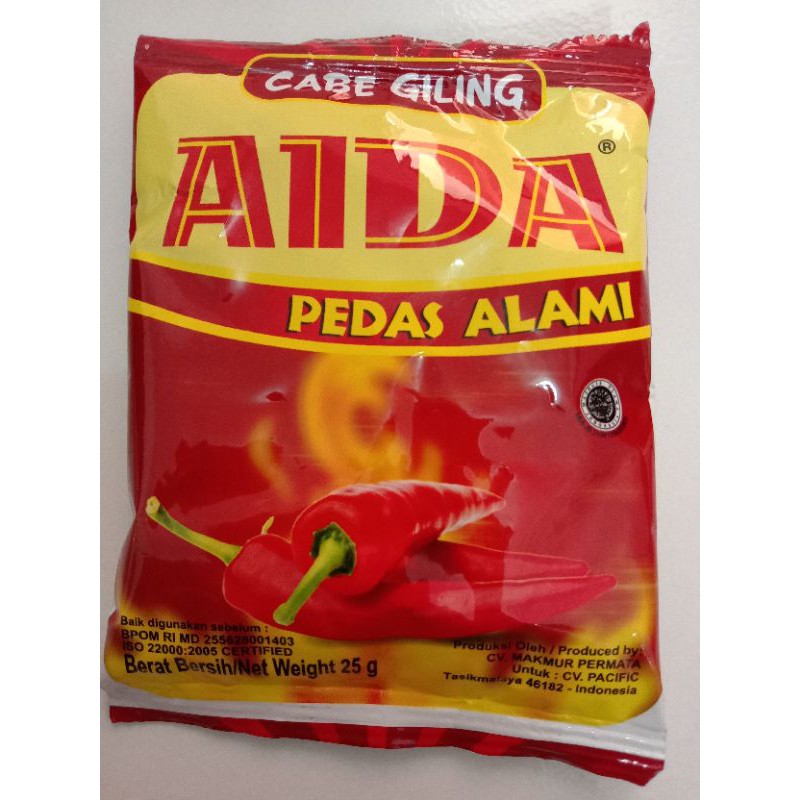 CABE GILING
AIDA®
PEDAS ALAMI
Baik digunakan sebelum :
BPOM RI MD 255628001403
ISO 22000:2005 CERTIFIED
Berat Bersih/Net Weight 25 g
Produksi Oleh / Produced by:
CV. MAKMUR PERMATA
Untuk : CV. PACIFIC
Tasikmalaya 46182 - Indonesia